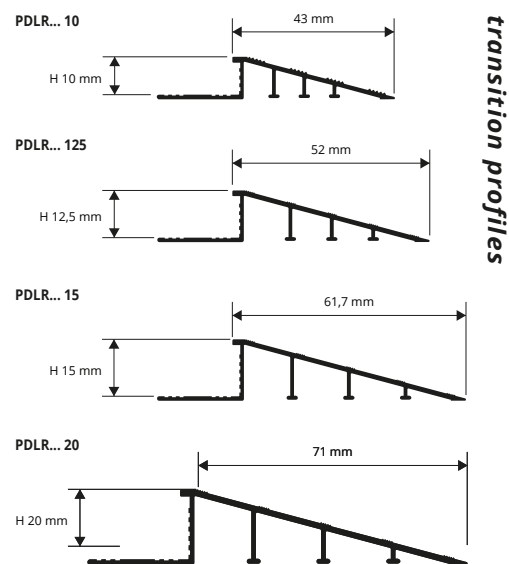 PDLR... 10
43 mm
H 10 mm
PDLR... 125
52 mm
H 12,5 mm
PDLR... 15
61,7 mm
H 15 mm
PDLR... 20
71 mm
H 20 mm
transition profiles